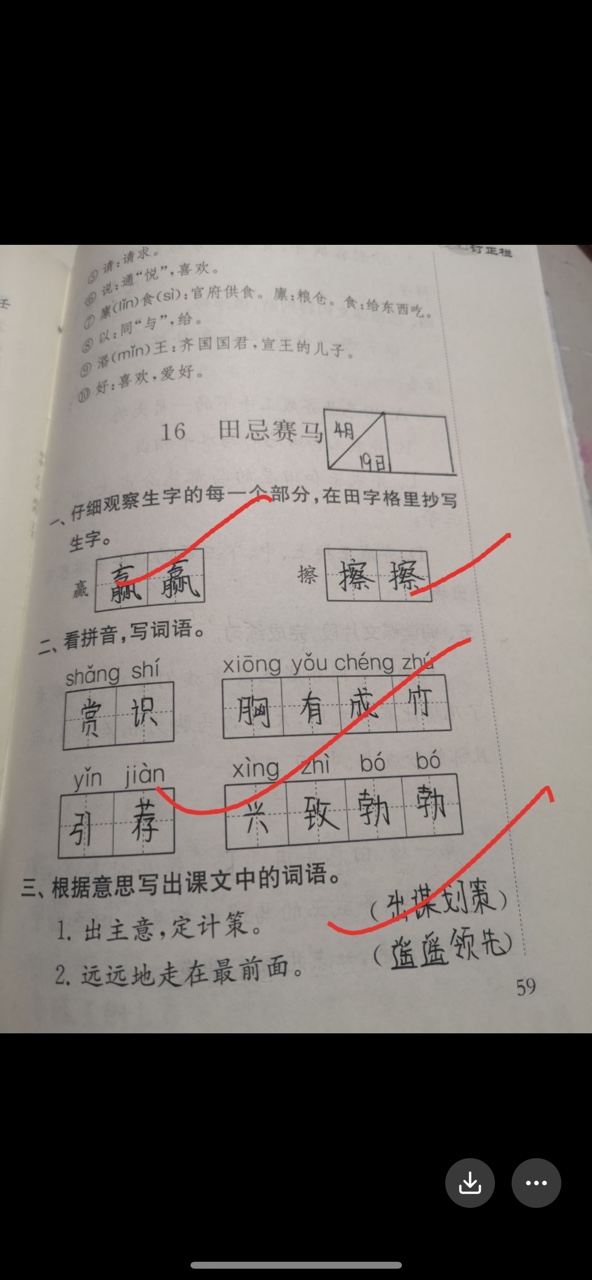 ⑤ 请:请求。
⑥ 说:通“悦”,喜欢。
⑦ 廪(lǐn)食(sì):官府供食。廪:粮仓。食:给东西吃。
⑧ 以:同“与”,给。
⑨ 湣(mǐn)王:齐国国君,宣王的儿子。
⑩ 好:喜欢,爱好。
16 田忌赛马
4月
19日
一、仔细观察生字的每一个部分,在田字格里抄写
生字。
赢 赢 赢 擦 擦 擦
二、看拼音,写词语。
shǎng shí xiōng yǒu chéng zhú
赏识 胸有成竹
yǐn jiàn xìng zhì bó bó
引荐 兴致勃勃
三、根据意思写出课文中的词语。
1. 出主意,定计策。 (出谋划策)
2. 远远地走在最前面。 (遥遥领先)
59